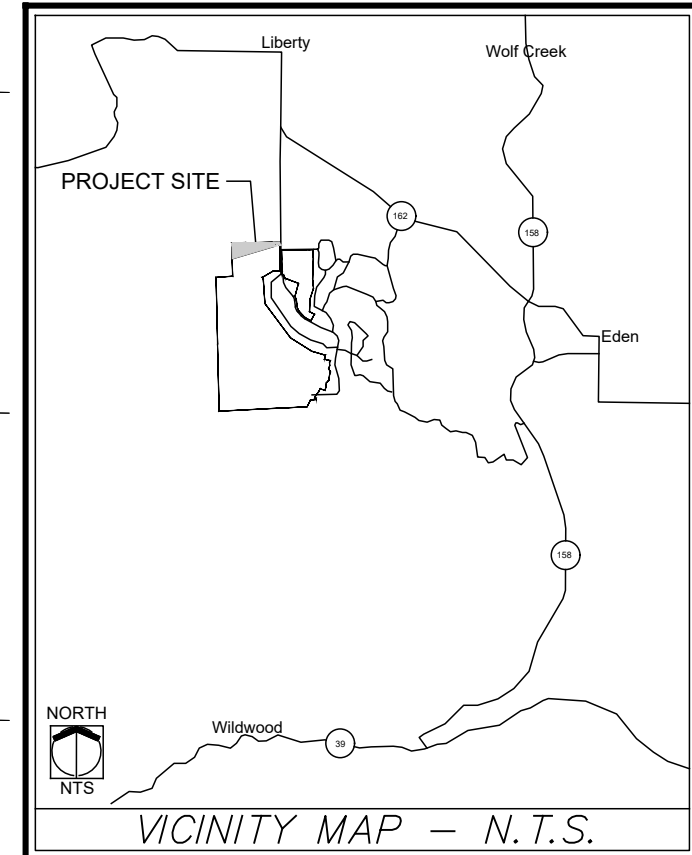 Liberty
Wolf Creek
PROJECT SITE
162
158
Eden
158
NORTH
NTS
Wildwood
39
VICINITY MAP – N.T.S.